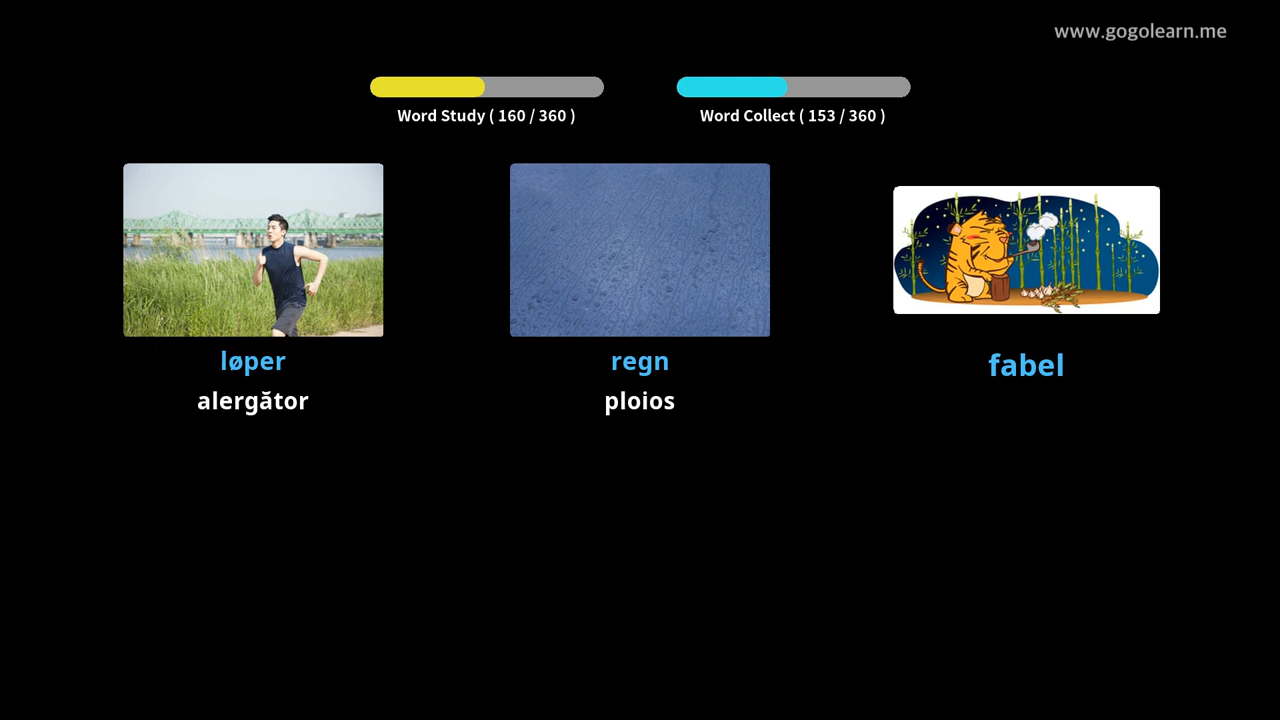 www.gogolearn.me
Word Study ( 160 / 360 )
Word Collect ( 153 / 360 )
løper
regn
fabel
alergător
ploios